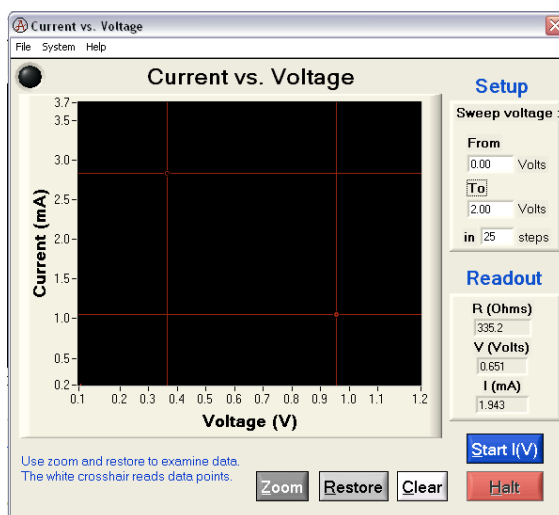 Current vs. Voltage
File System Help
Current vs. Voltage
Setup
Sweep voltage :
From
0.00 Volts
To
2.00 Volts
in 25 steps
Readout
R (Ohms)
335.2
V (Volts)
0.651
I (mA)
1.943
Start I(V)
Halt
Current (mA)
3.7
3.5
3.0
2.5
2.0
1.5
1.0
0.5
0.2
0.1 0.2 0.3 0.4 0.5 0.6 0.7 0.8 0.9 1.0 1.2
Voltage (V)
Use zoom and restore to examine data.
The white crosshair reads data points.
Zoom Restore Clear